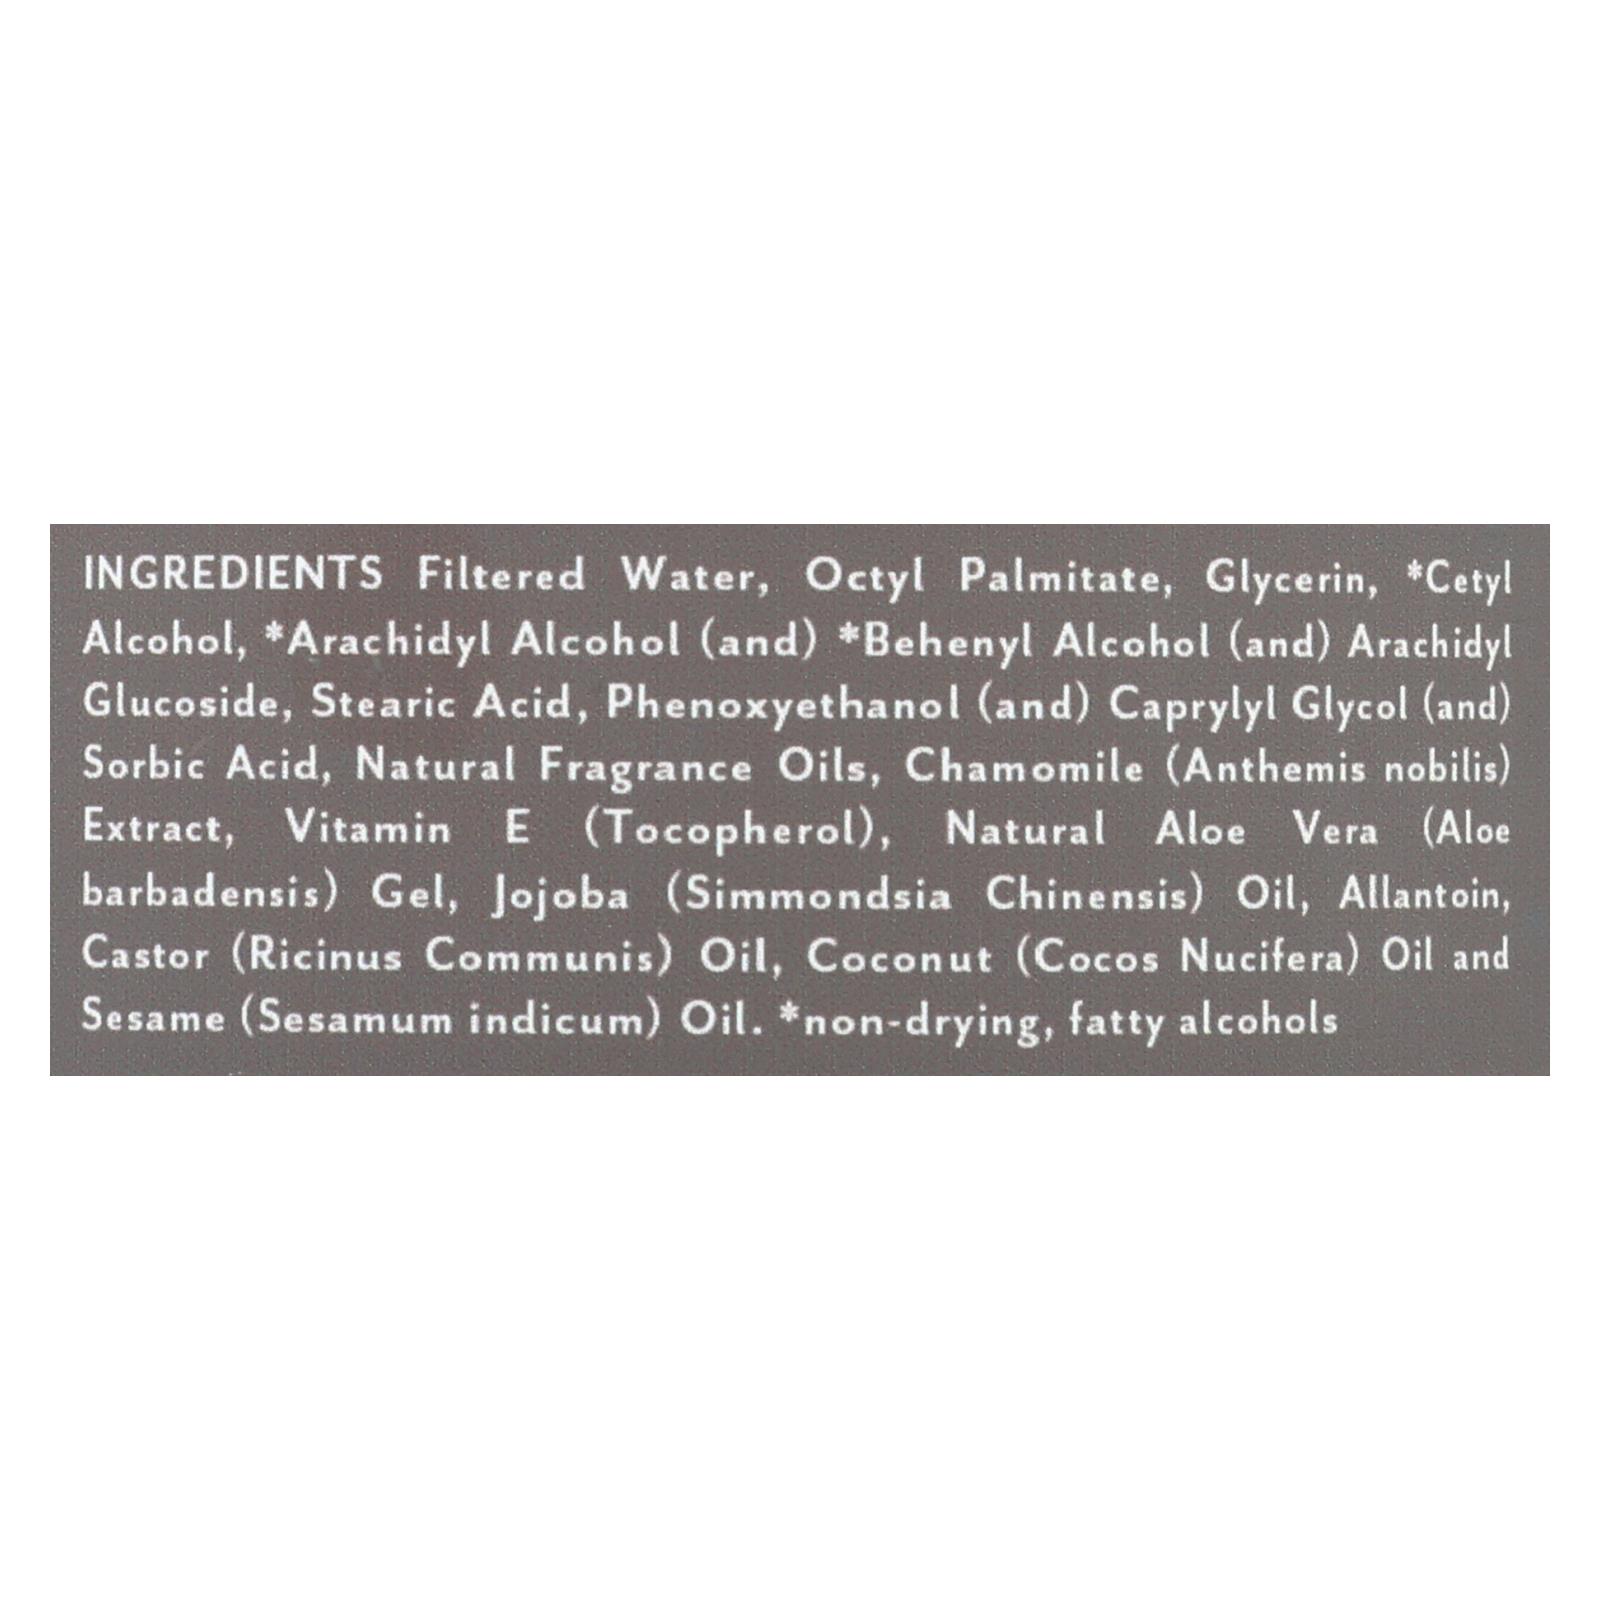 INGREDIENTS Filtered Water, Octyl Palmitate, Glycerin, *Cetyl
Alcohol, *Arachidyl Alcohol (and) *Behenyl Alcohol (and) Arachidyl
Glucoside, Stearic Acid, Phenoxyethanol (and) Caprylyl Glycol (and)
Sorbic Acid, Natural Fragrance Oils, Chamomile (Anthemis nobilis)
Extract, Vitamin E (Tocopherol), Natural Aloe Vera (Aloe
barbadensis) Gel, Jojoba (Simmondsia Chinensis) Oil, Allantoin,
Castor (Ricinus Communis) Oil, Coconut (Cocos Nucifera) Oil and
Sesame (Sesamum indicum) Oil. *non-drying, fatty alcohols